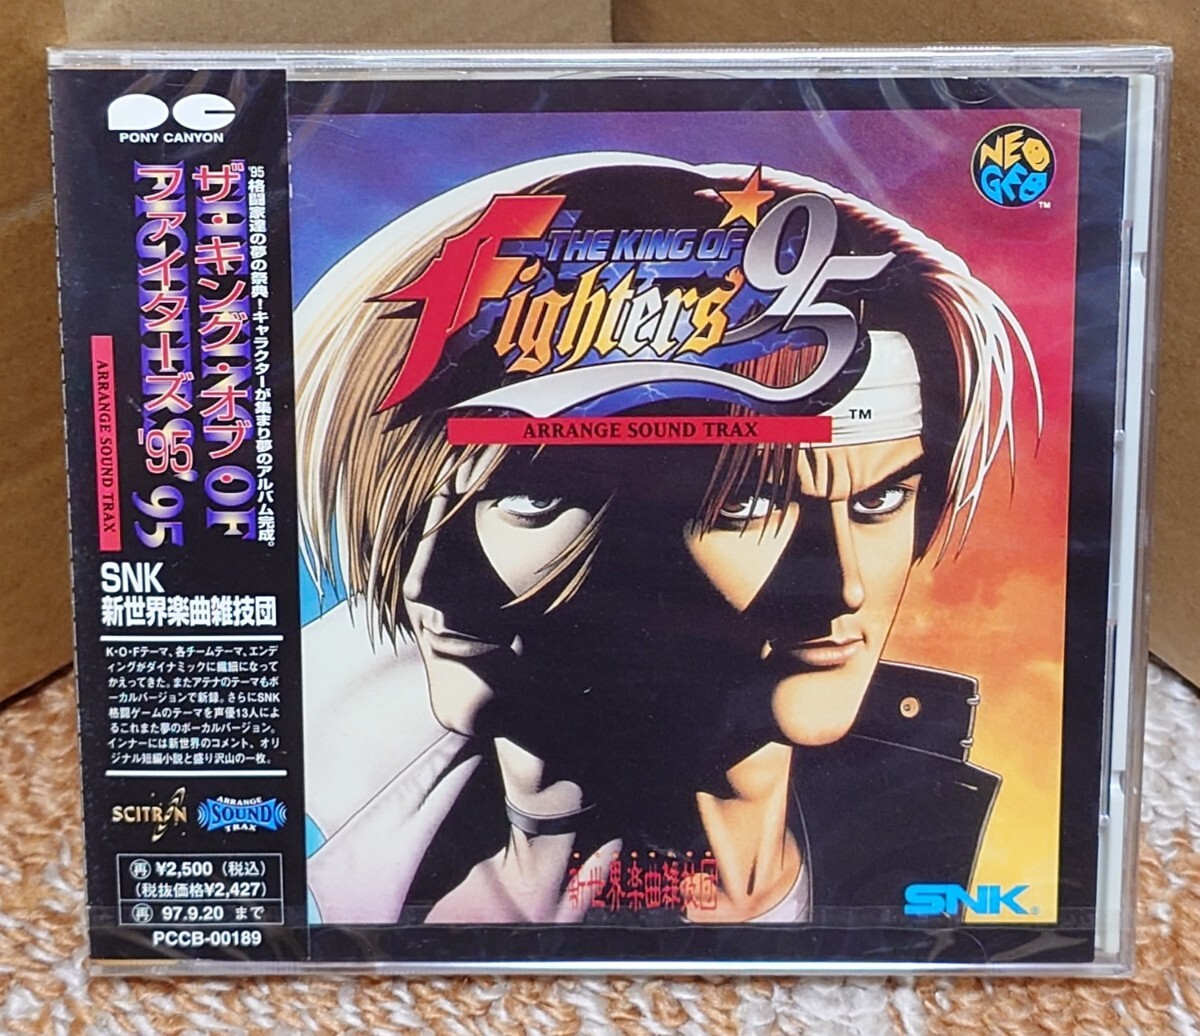 PONY CANYON
ザ・キング・オブ
ファイターズ'95
THE KING OF
FIGHTERS '95
'95格闘家達の夢の祭典!キャラクターが集まり夢のアルバム完成。
ARRANGE SOUND TRAX
SNK
新世界楽曲雑技団
K・O・Fテーマ、各チームテーマ、エンデ
ィングがダイナミックに繊細になって
かえってきた。またアテナのテーマもボ
ーカルバージョンで新録。さらにSNK
格闘ゲームのテーマを声優13人によ
るこれまた夢のボーカルバージョン。
インナーには新世界のコメント、オリ
ジナル短編小説と盛り沢山の一枚。
SCITRON
ARRANGE
SOUND
TRAX
再 ¥2,500(税込)
(税抜価格¥2,427)
再 97.9.20 まで
PCCB-00189
NEO
GEO
TM
THE KING OF
Fighters '95
TM
ARRANGE SOUND TRAX
新世界楽曲雑技団
SNK®